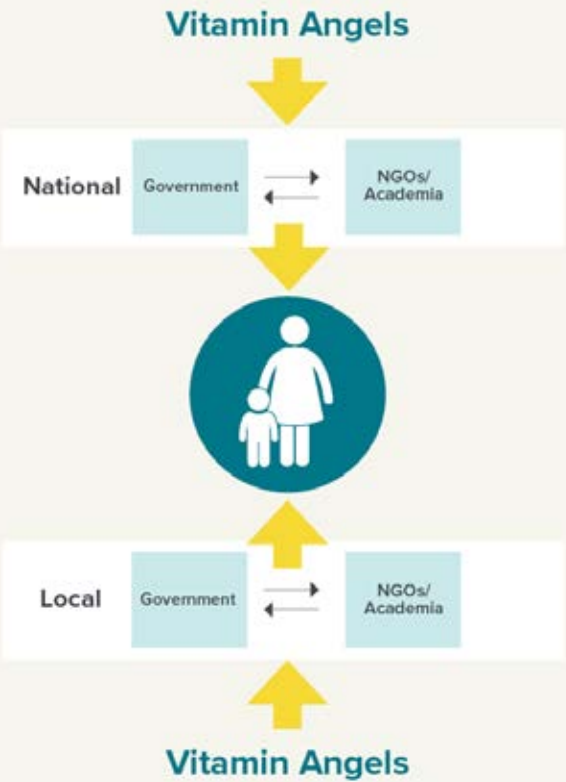 Vitamin Angels
National
Government
NGOs/
Academia
Local
Government
NGOs/
Academia
Vitamin Angels